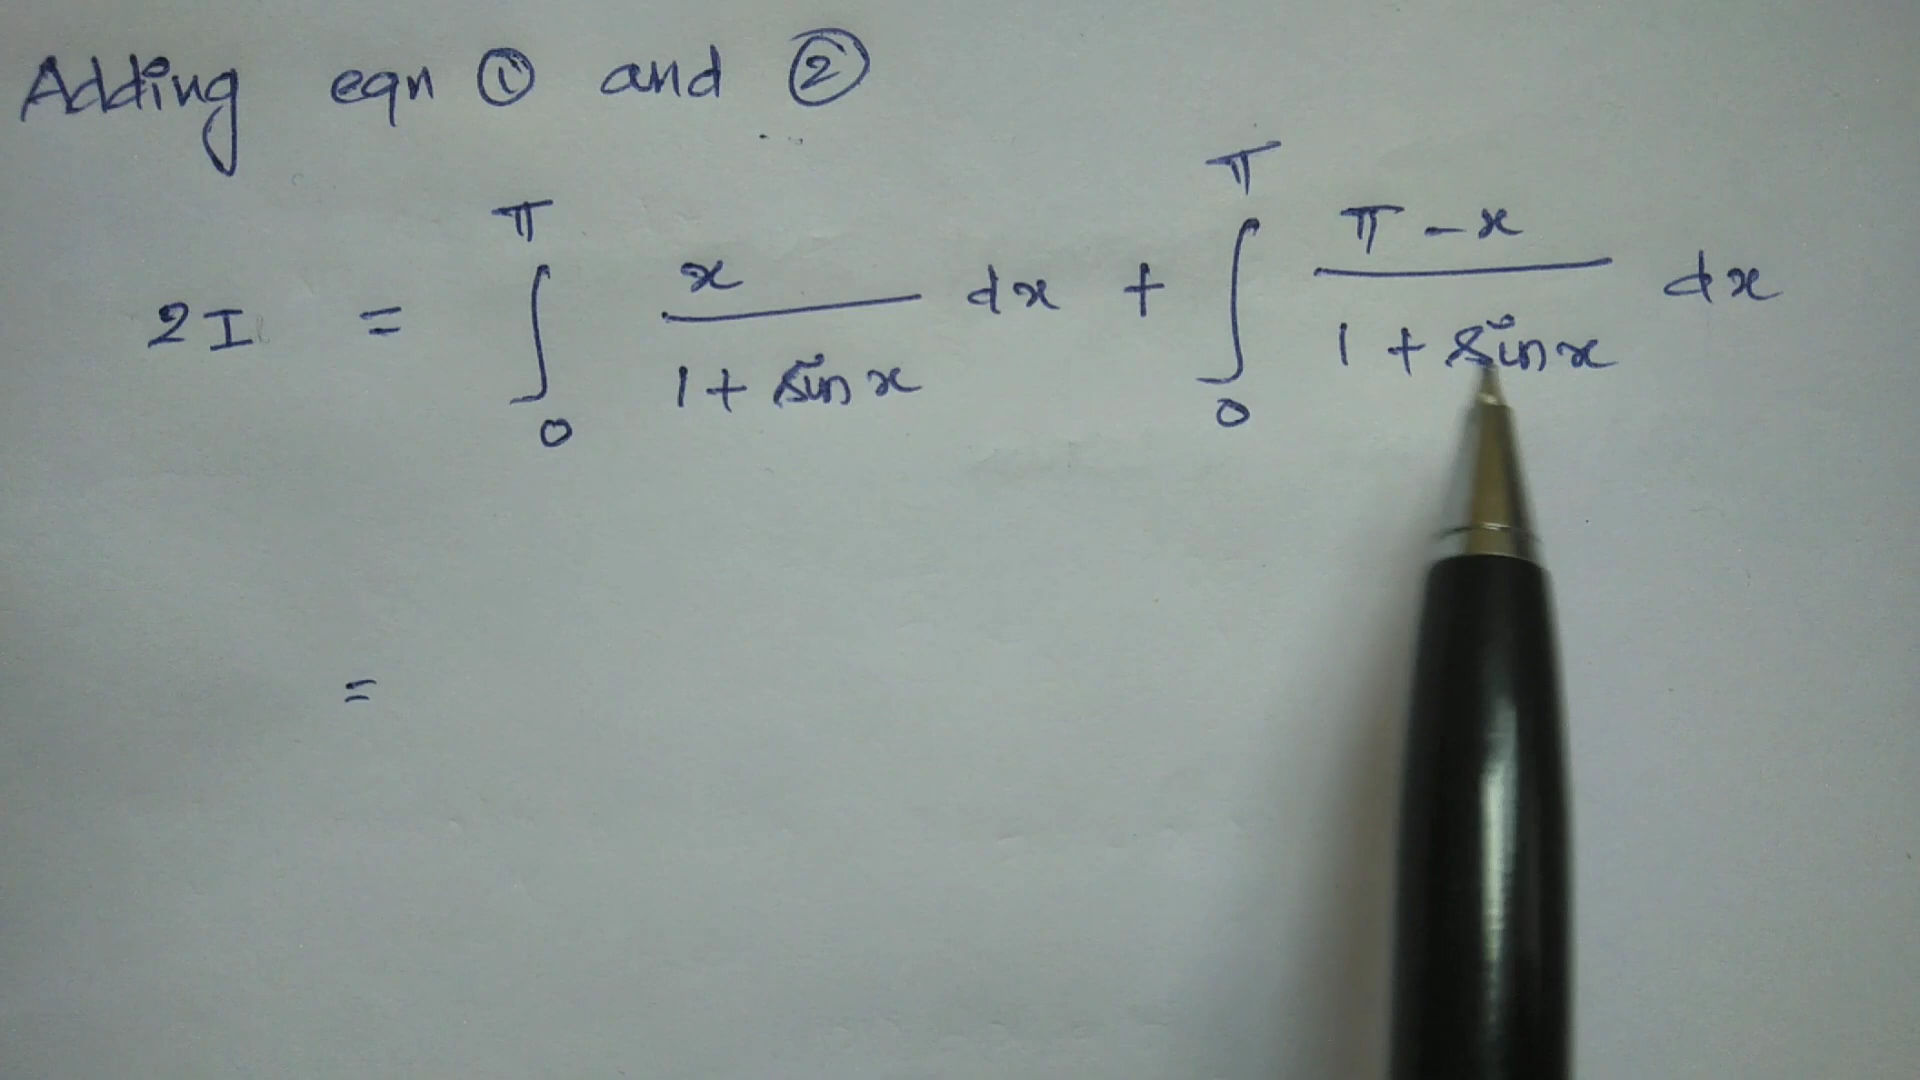 Adding eqn ① and ②
2I = ∫₀^π x/(1 + sin x) dx + ∫₀^π (π - x)/(1 + sin x) dx
=